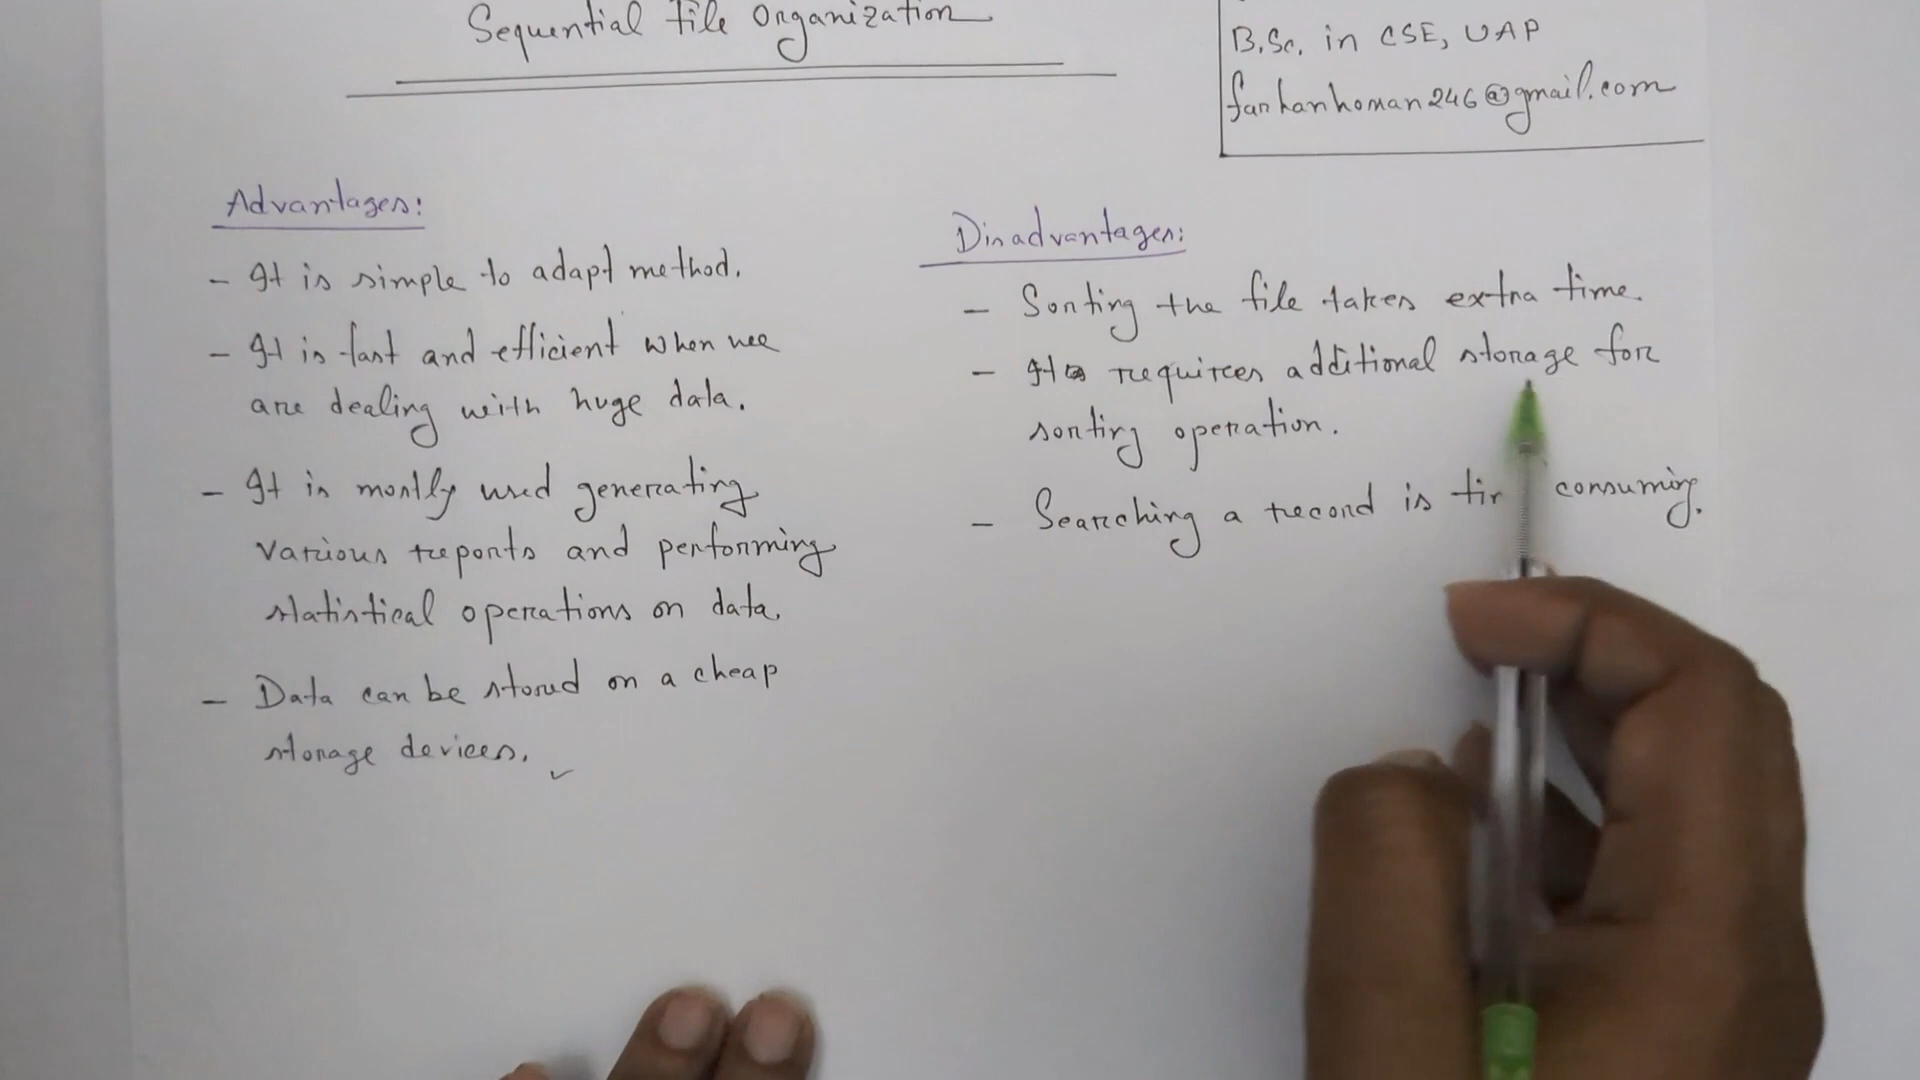 Sequential File Organization
B.Sc. in CSE, UAP
farhanhoman246@gmail.com
Advantages:
- It is simple to adapt method.
- It is fast and efficient when we
are dealing with huge data.
- It is mostly used generating
various reports and performing
statistical operations on data.
- Data can be stored on a cheap
storage devices.
Disadvantages:
- Sorting the file takes extra time.
- It requires additional storage for
sorting operation.
- Searching a record is consuming.